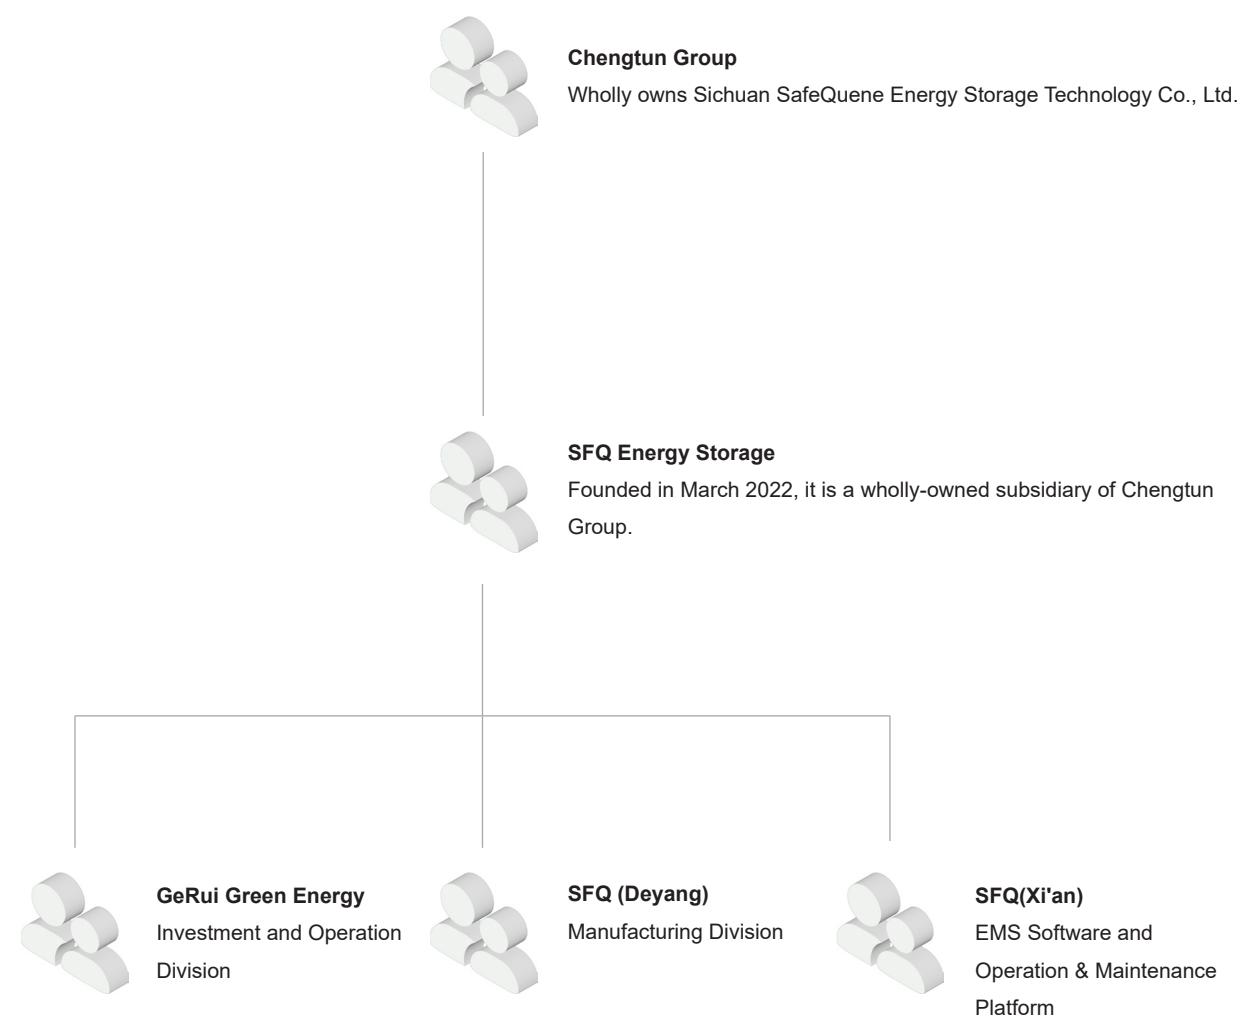 Chengtun Group
Wholly owns Sichuan SafeQuene Energy Storage Technology Co., Ltd.
SFQ Energy Storage
Founded in March 2022, it is a wholly-owned subsidiary of Chengtun
Group.
GeRui Green Energy
Investment and Operation
Division
SFQ (Deyang)
Manufacturing Division
SFQ(Xi'an)
EMS Software and
Operation & Maintenance
Platform